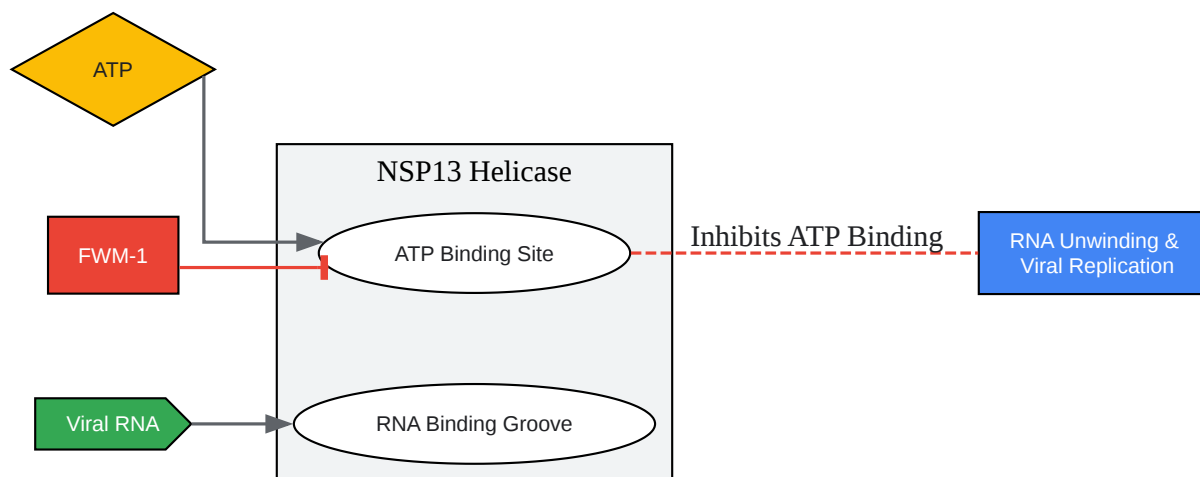 ATP
NSP13 Helicase
FWM-1
ATP Binding Site
Inhibits ATP Binding
RNA Unwinding &
Viral Replication
Viral RNA
RNA Binding Groove